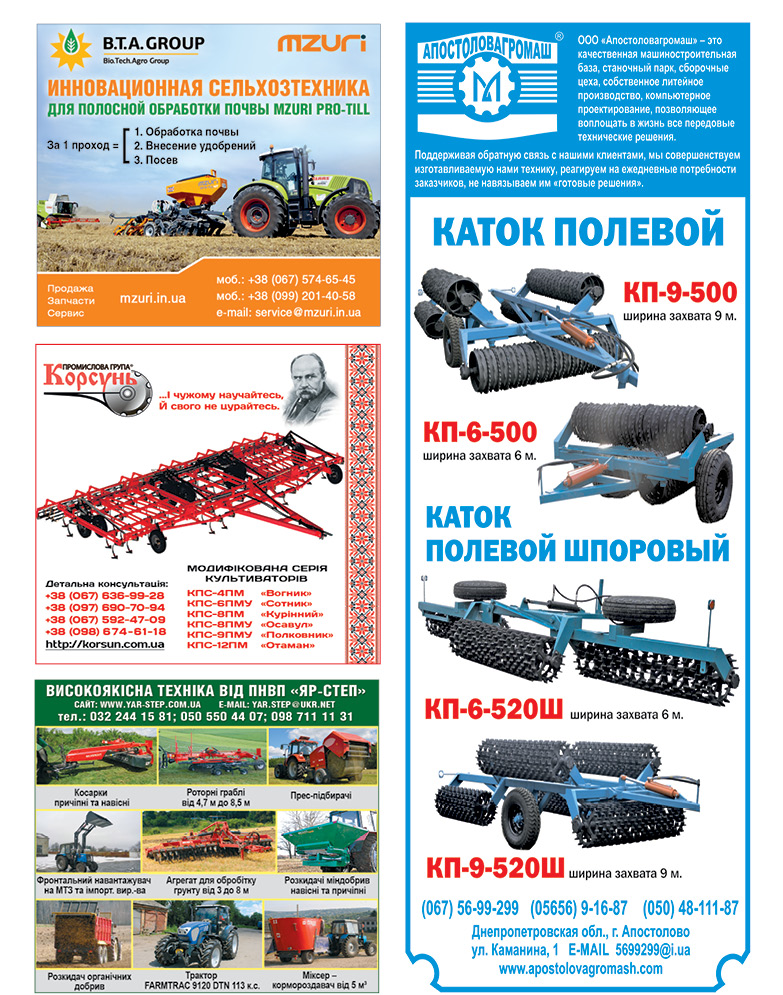 B.T.A. GROUP
Bio.Tech.Agro Group
mzuri
ИННОВАЦИОННАЯ СЕЛЬХОЗТЕХНИКА
ДЛЯ ПОЛОСНОЙ ОБРАБОТКИ ПОЧВЫ MZURI PRO-TILL
За 1 проход =
1. Обработка почвы
2. Внесение удобрений
3. Посев
Продажа
Запчасти
Сервис
mzuri.in.ua
моб.: +38 (067) 574-65-45
моб.: +38 (099) 201-40-58
e-mail: service@mzuri.in.ua
ПРОМИСЛОВА ГРУПА
Корсунь
...І чужому научайтесь,
Й свого не цурайтесь.
МОДИФІКОВАНА СЕРІЯ
КУЛЬТИВАТОРІВ
Детальна консультація:
+38 (067) 636-99-28
+38 (097) 690-70-94
+38 (067) 592-47-09
+38 (098) 674-61-18
http://korsun.com.ua
КПС-4ПМ «Вогник»
КПС-6ПМУ «Сотник»
КПС-8ПМ «Курінний»
КПС-8ПМУ «Осавул»
КПС-9ПМУ «Полковник»
КПС-12ПМ «Отаман»
ВИСОКОЯКІСНА ТЕХНІКА ВІД ПНВП «ЯР-СТЕП»
САЙТ: WWW.YAR-STEP.COM.UA E-MAIL: YAR.STEP@UKR.NET
тел.: 032 244 15 81; 050 550 44 07; 098 711 11 31
Косарки
причіпні та навісні
Роторні граблі
від 4,7 м до 8,5 м
Прес-підбирачі
Фронтальний навантажувач
на МТЗ та імпорт. вир.-ва
Агрегат для обробітку
грунту від 3 до 8 м
Розкидачі міндобрив
навісні та причіпні
Розкидач органічних
добрив
Трактор
FARMTRAC 9120 DTN 113 к.с.
Міксер –
кормороздавач від 5 м³
АПОСТОЛОВАГРОМАШ
®
ООО «Апостоловагромаш» – это
качественная машиностроительная
база, станочный парк, сборочные
цеха, собственное литейное
производство, компьютерное
проектирование, позволяющее
воплощать в жизнь все передовые
технические решения.
Поддерживая обратную связь с нашими клиентами, мы совершенствуем
изготавливаемую нами технику, реагируем на ежедневные потребности
заказчиков, не навязываем им «готовые решения».
КАТОК ПОЛЕВОЙ
КП-9-500
ширина захвата 9 м.
КП-6-500
ширина захвата 6 м.
КАТОК
ПОЛЕВОЙ ШПОРОВЫЙ
КП-6-520Ш ширина захвата 6 м.
КП-9-520Ш ширина захвата 9 м.
(067) 56-99-299 (05656) 9-16-87 (050) 48-111-87
Днепропетровская обл., г. Апостолово
ул. Каманина, 1 E-MAIL 5699299@i.ua
www.apostolovagromash.com